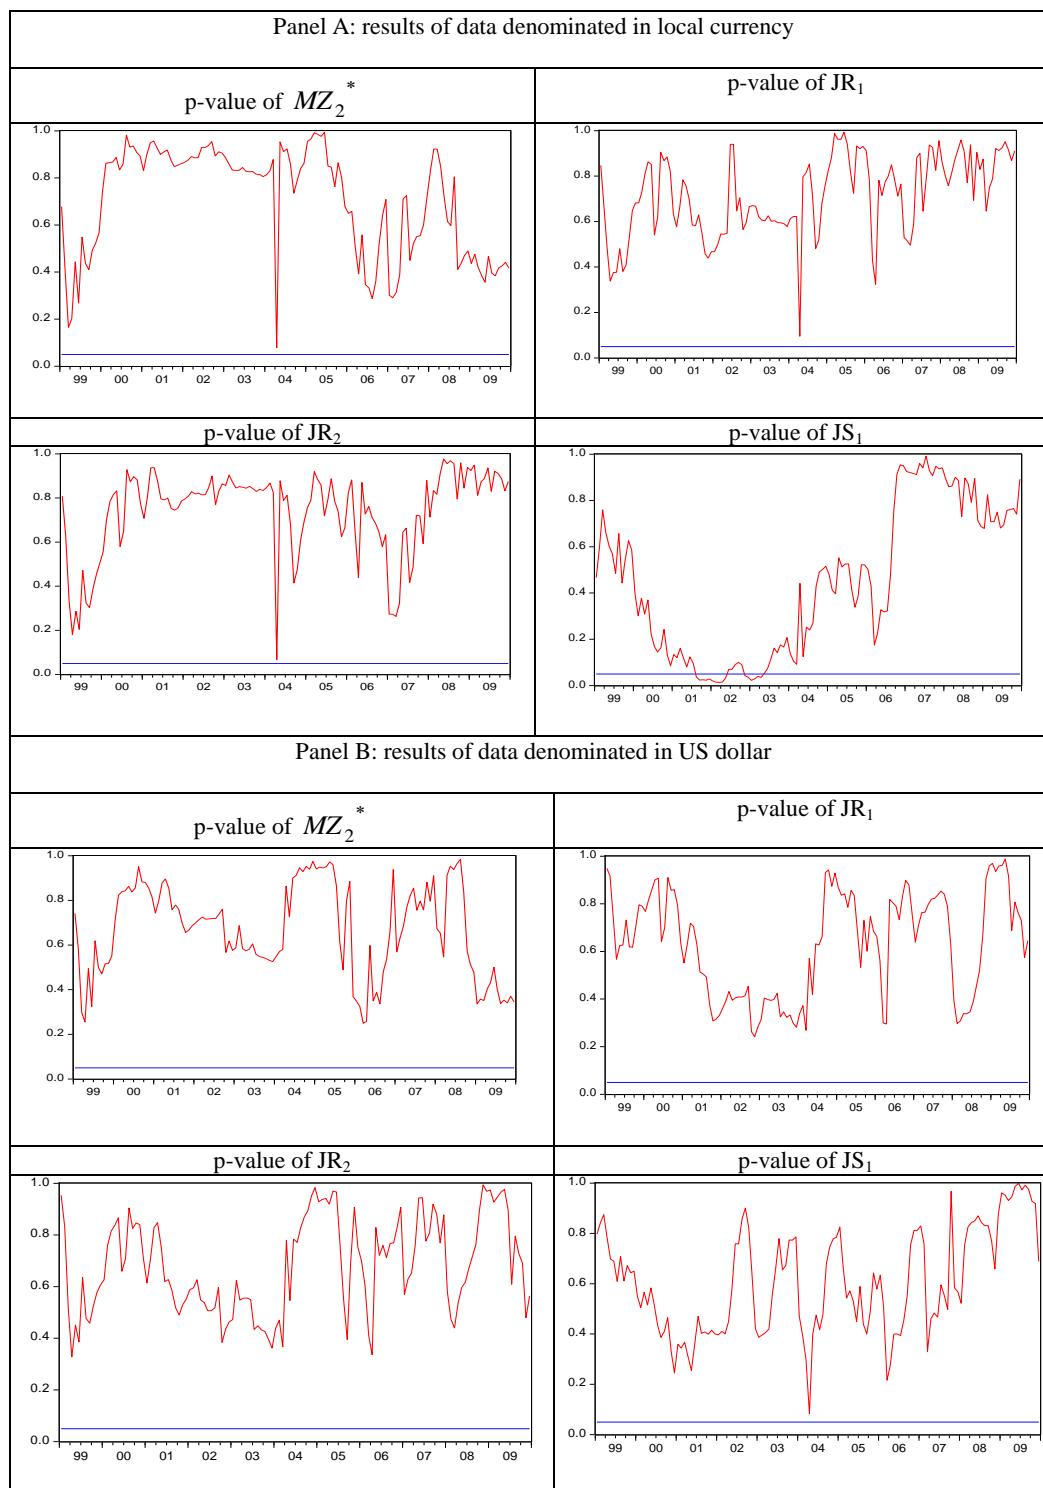 Panel A: results of data denominated in local currency
p-value of MZ₂*
p-value of JR₁
1.0
0.8
0.6
0.4
0.2
0.0
99 00 01 02 03 04 05 06 07 08 09
1.0
0.8
0.6
0.4
0.2
0.0
99 00 01 02 03 04 05 06 07 08 09
p-value of JR₂
p-value of JS₁
1.0
0.8
0.6
0.4
0.2
0.0
99 00 01 02 03 04 05 06 07 08 09
1.0
0.8
0.6
0.4
0.2
0.0
99 00 01 02 03 04 05 06 07 08 09
Panel B: results of data denominated in US dollar
p-value of MZ₂*
p-value of JR₁
1.0
0.8
0.6
0.4
0.2
0.0
99 00 01 02 03 04 05 06 07 08 09
1.0
0.8
0.6
0.4
0.2
0.0
99 00 01 02 03 04 05 06 07 08 09
p-value of JR₂
p-value of JS₁
1.0
0.8
0.6
0.4
0.2
0.0
99 00 01 02 03 04 05 06 07 08 09
1.0
0.8
0.6
0.4
0.2
0.0
99 00 01 02 03 04 05 06 07 08 09